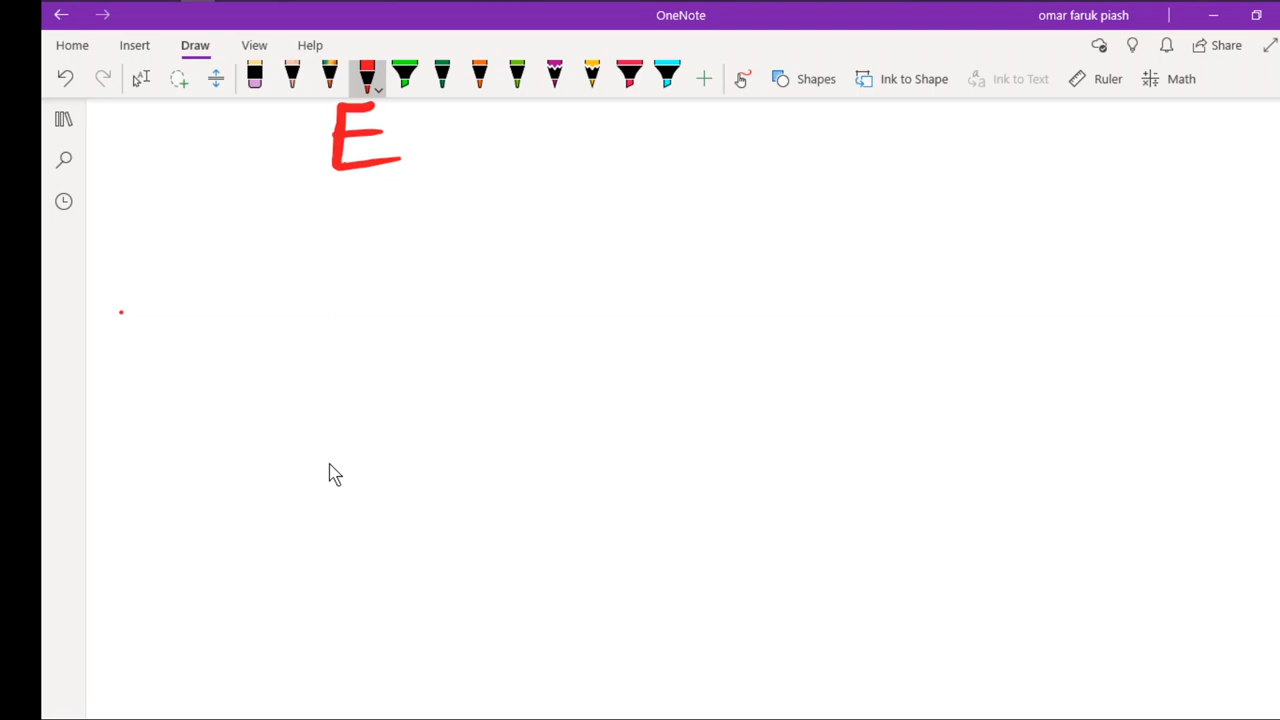 OneNote
omar faruk piash
Home Insert Draw View Help
Share
Shapes
Ink to Shape
Ink to Text
Ruler
Math
E